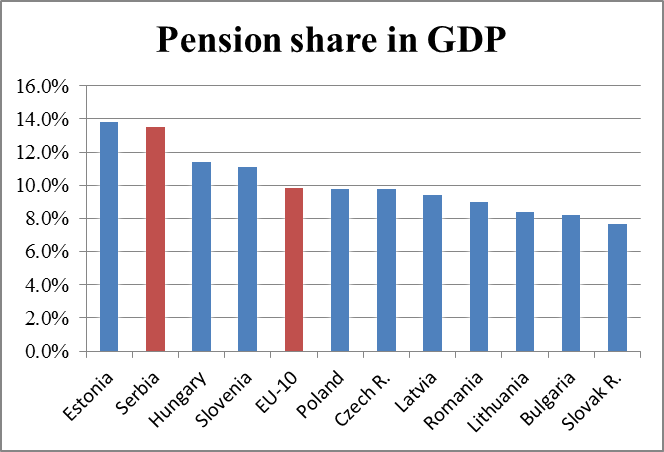 Pension share in GDP
16.0%
14.0%
12.0%
10.0%
8.0%
6.0%
4.0%
2.0%
0.0%
Estonia
Serbia
Hungary
Slovenia
EU-10
Poland
Czech R.
Latvia
Romania
Lithuania
Bulgaria
Slovak R.